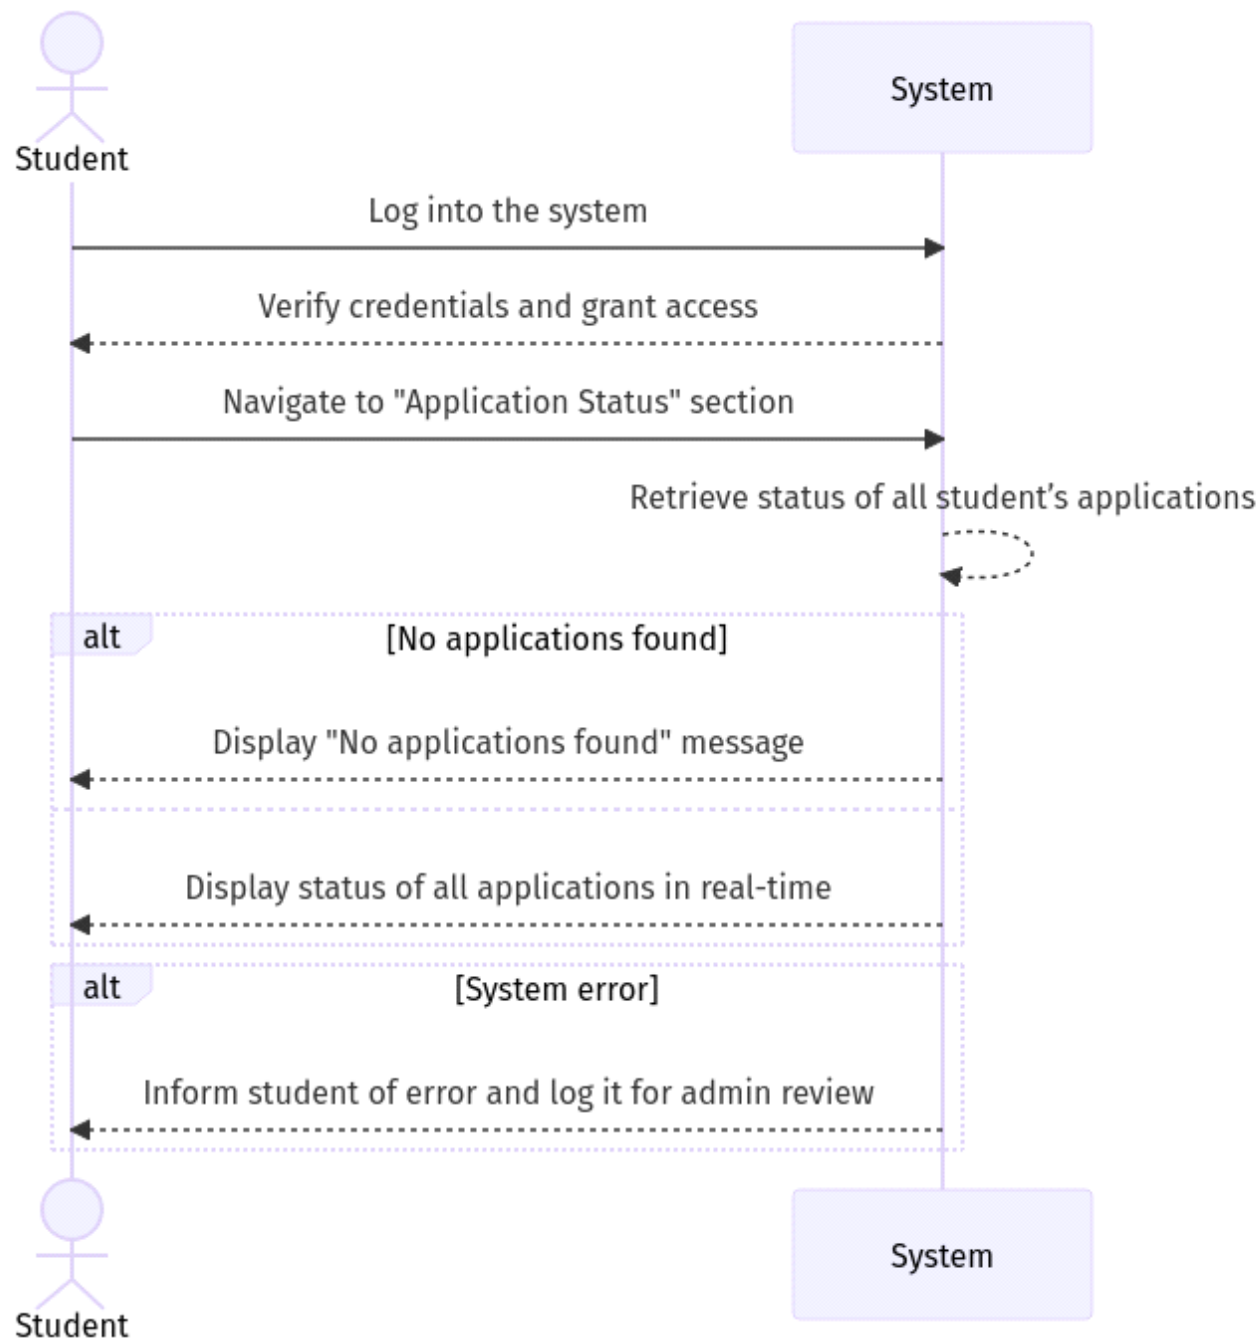 Student
System
Log into the system
Verify credentials and grant access
Navigate to "Application Status" section
Retrieve status of all student’s applications
alt
[No applications found]
Display "No applications found" message
Display status of all applications in real-time
alt
[System error]
Inform student of error and log it for admin review
Student
System